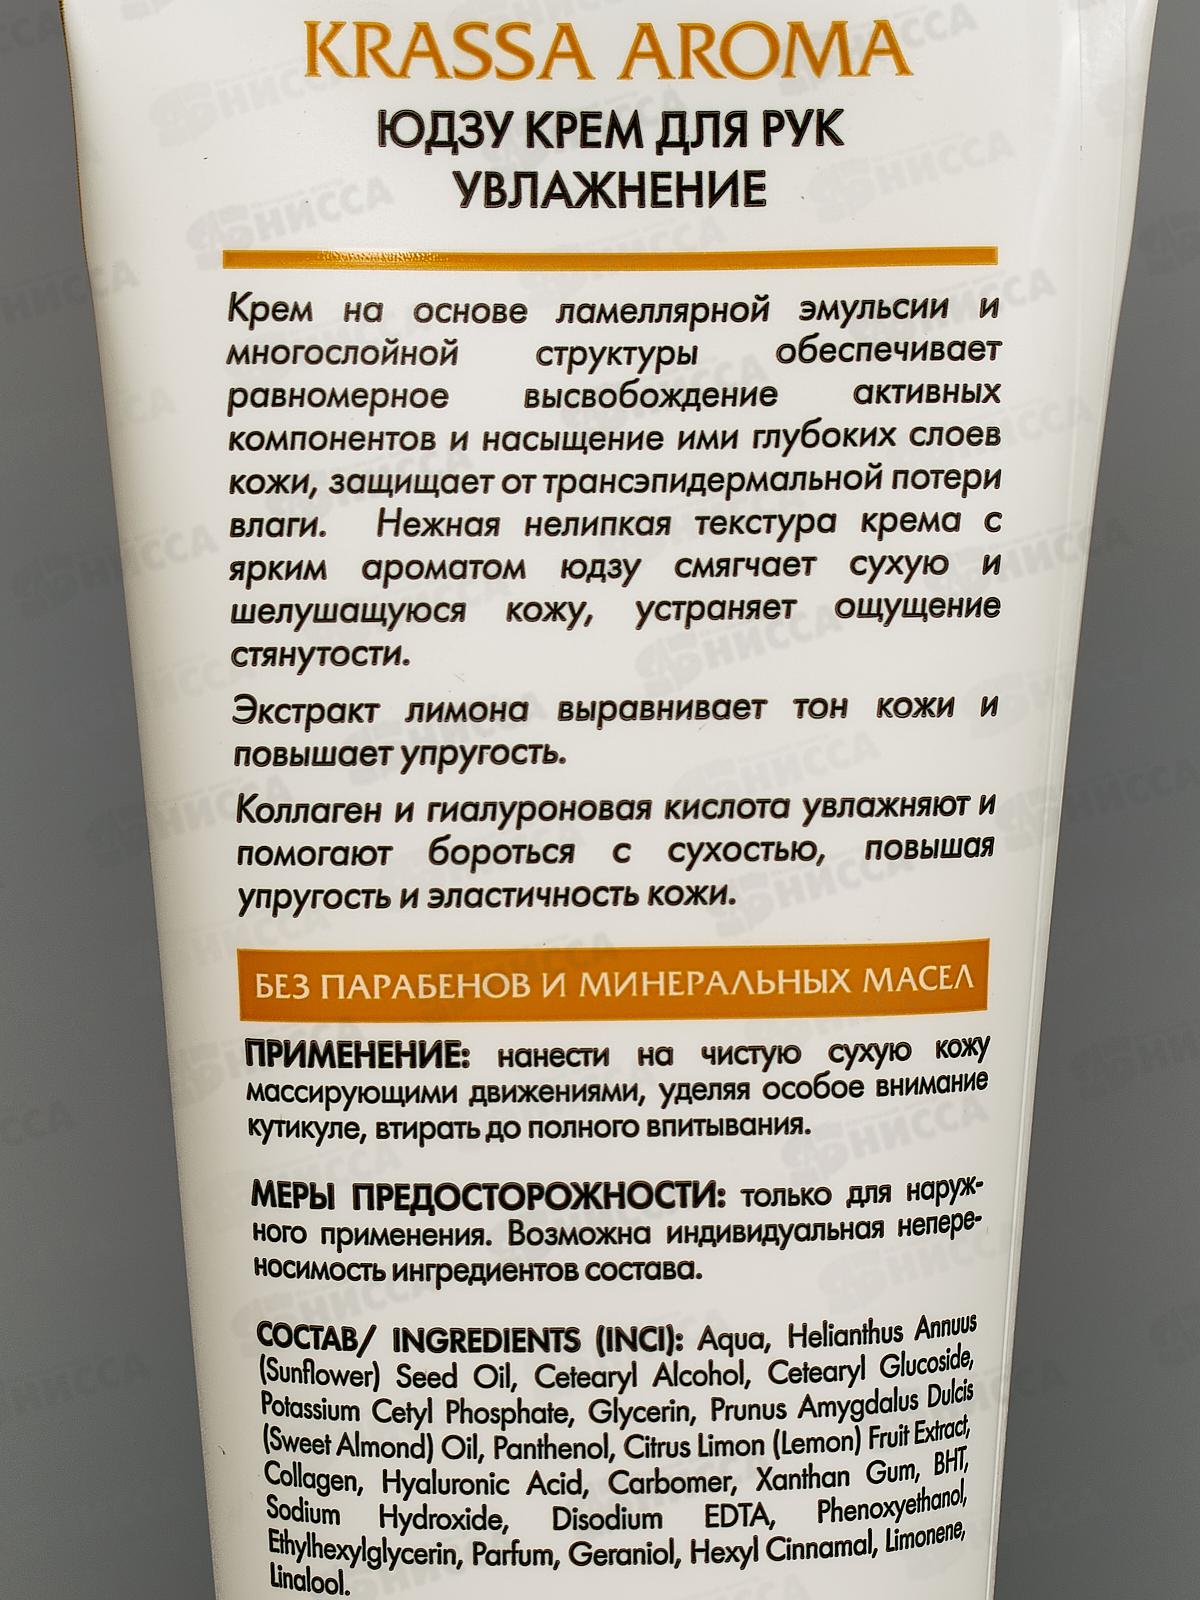 KRASSA AROMA
ЮДЗУ КРЕМ ДЛЯ РУК
УВЛАЖНЕНИЕ
Крем на основе ламеллярной эмульсии и
многослойной структуры обеспечивает
равномерное высвобождение активных
компонентов и насыщение ими глубоких слоев
кожи, защищает от трансэпидермальной потери
влаги. Нежная нелипкая текстура крема с
ярким ароматом юдзу смягчает сухую и
шелушащуюся кожу, устраняет ощущение
стянутости.
Экстракт лимона выравнивает тон кожи и
повышает упругость.
Коллаген и гиалуроновая кислота увлажняют и
помогают бороться с сухостью, повышая
упругость и эластичность кожи.
БЕЗ ПАРАБЕНОВ И МИНЕРАЛЬНЫХ МАСЕЛ
ПРИМЕНЕНИЕ: нанести на чистую сухую кожу
массирующими движениями, уделяя особое внимание
кутикуле, втирать до полного впитывания.
МЕРЫ ПРЕДОСТОРОЖНОСТИ: только для наруж-
ного применения. Возможна индивидуальная непере-
носимость ингредиентов состава.
СОСТАВ/ INGREDIENTS (INCI): Aqua, Helianthus Annuus
(Sunflower) Seed Oil, Cetearyl Alcohol, Cetearyl Glucoside,
Potassium Cetyl Phosphate, Glycerin, Prunus Amygdalus Dulcis
(Sweet Almond) Oil, Panthenol, Citrus Limon (Lemon) Fruit Extract,
Collagen, Hyaluronic Acid, Carbomer, Xanthan Gum, BHT,
Sodium Hydroxide, Disodium EDTA, Phenoxyethanol,
Ethylhexylglycerin, Parfum, Geraniol, Hexyl Cinnamal, Limonene,
Linalool.